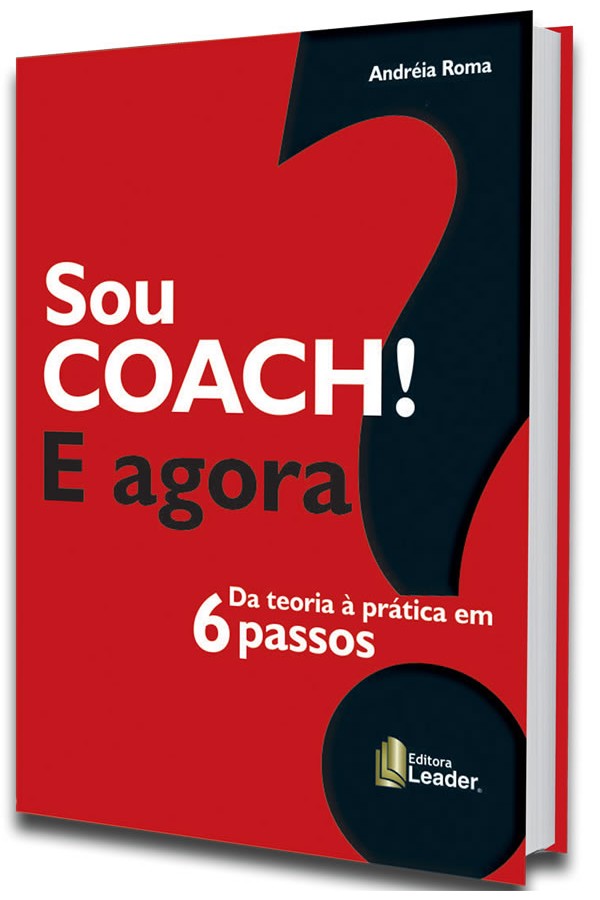 Andréia Roma
Sou
COACH!
E agora?
Da teoria à prática em
6 passos
Editora
Leader®